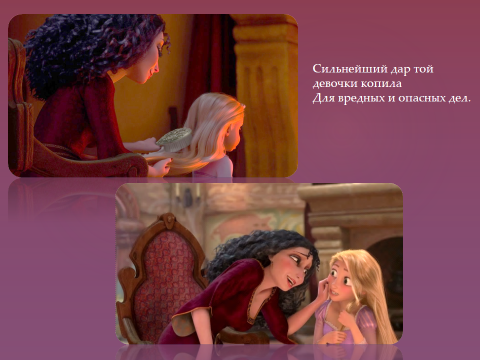 Сильнейший дар той
девочки копила
Для вредных и опасных дел.